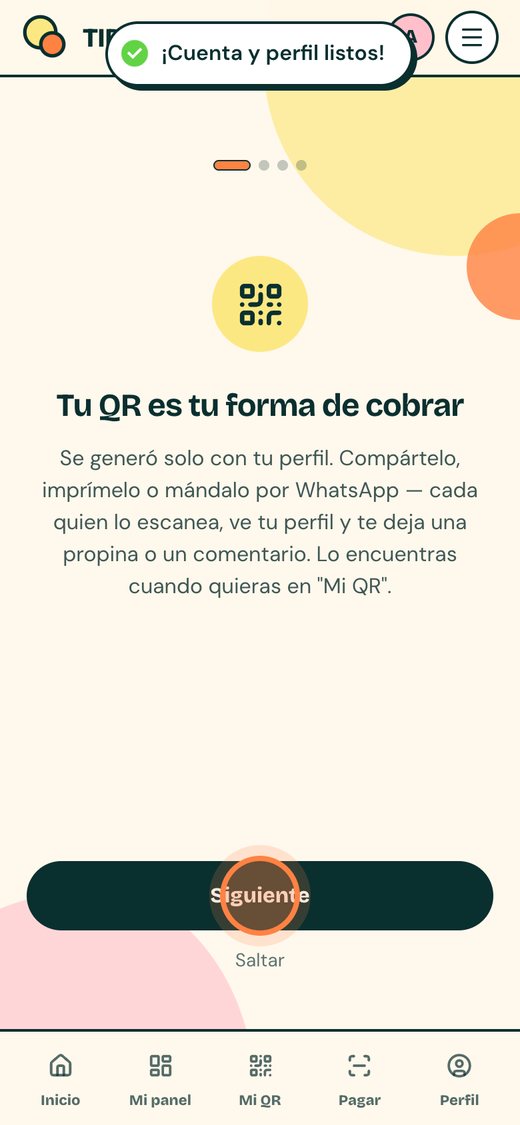 ¡Cuenta y perfil listos!
A
Tu QR es tu forma de cobrar
Se generó solo con tu perfil. Compártelo,
imprímelo o mándalo por WhatsApp — cada
quien lo escanea, ve tu perfil y te deja una
propina o un comentario. Lo encuentras
cuando quieras en "Mi QR".
Siguiente
Saltar
Inicio
Mi panel
Mi QR
Pagar
Perfil